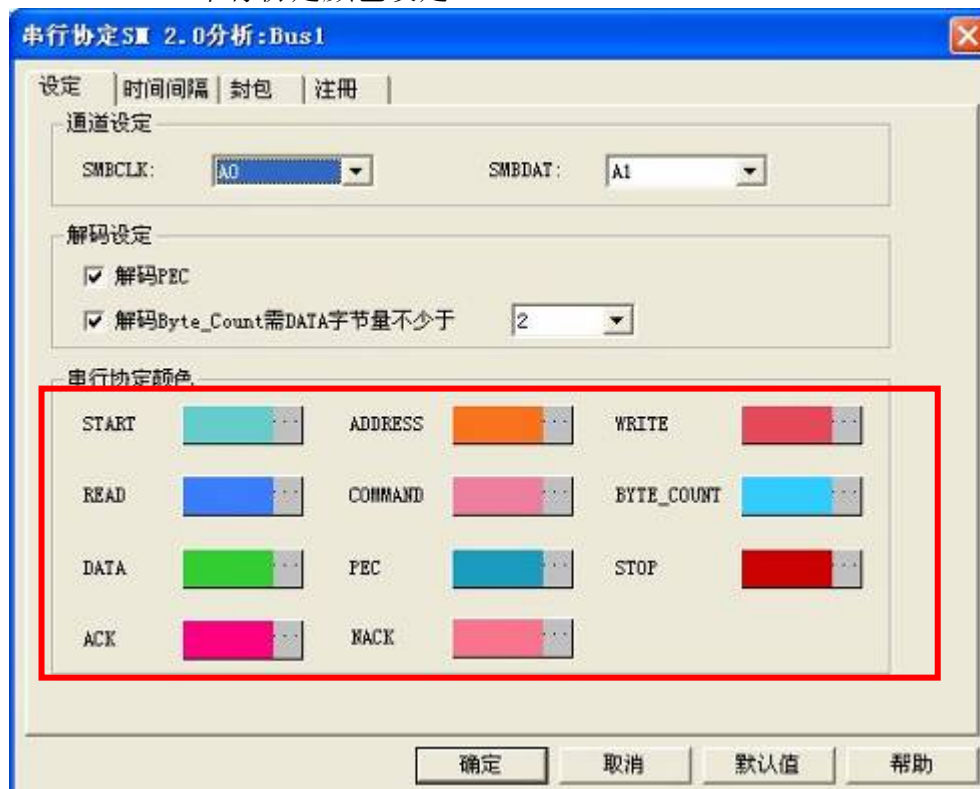 串行协定SM 2.0分析:Bus1
设定 时间间隔 封包 注册
通道设定
SMBCLK: A0 SMBDAT: A1
解码设定
解码PEC
解码Byte_Count需DATA字节量不少于 2
串行协定颜色
START ... ADDRESS ... WRITE ...
READ ... COMMAND ... BYTE_COUNT ...
DATA ... PEC ... STOP ...
ACK ... NACK ...
确定 取消 默认值 帮助